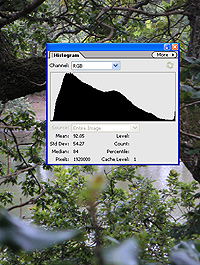 Histogram
More
Channel: RGB
Source: Entire Image
Mean: 92.05 Level:
Std Dev: 54.27 Count:
Median: 84 Percentile:
Pixels: 1920000 Cache Level: 1